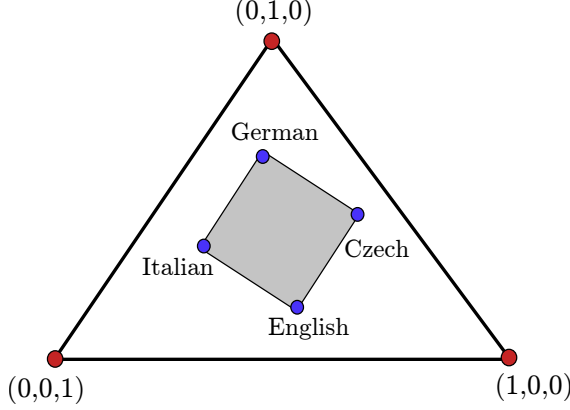 (0,1,0)
German
Czech
Italian
English
(0,0,1)
(1,0,0)